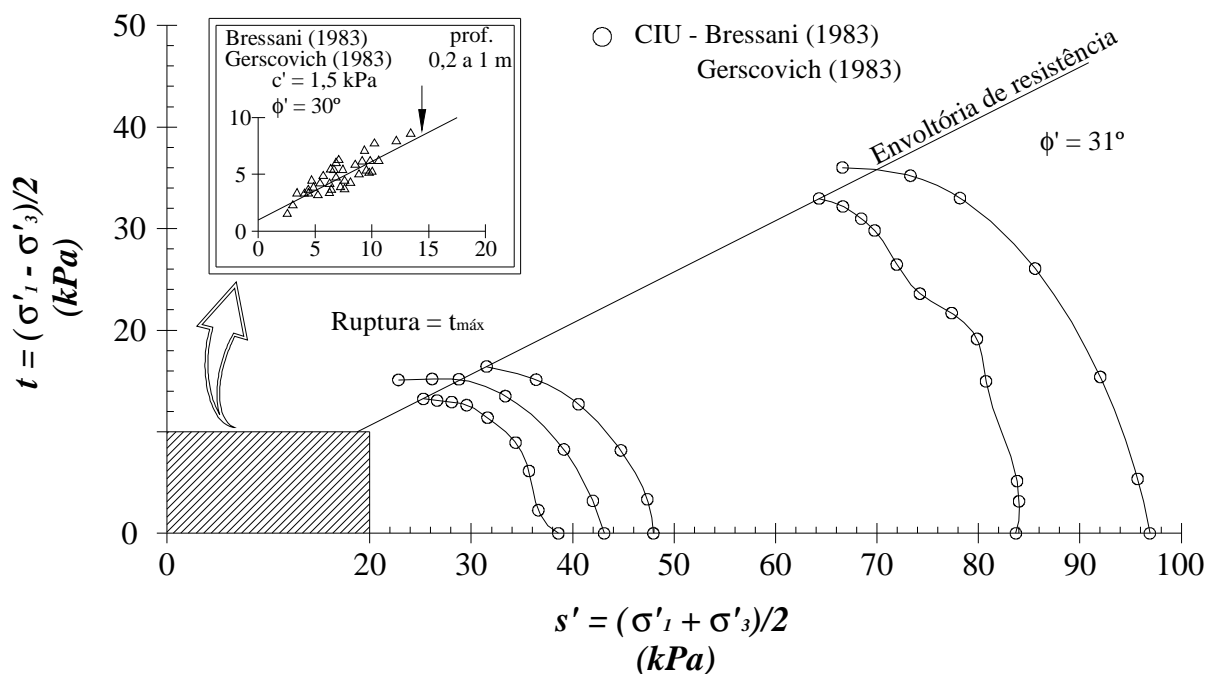 50
40
30
20
0
t = (σ'1 - σ'3)/2
(kPa)
Bressani (1983)
Gerscovich (1983)
c' = 1,5 kPa
ϕ' = 30º
prof.
0,2 a 1 m
10
5
0
0 5 10 15 20
CIU - Bressani (1983)
Gerscovich (1983)
Envoltória de resistência
ϕ' = 31º
Ruptura = tmáx
0 20 30 40 50 60 70 80 90 100
s' = (σ'1 + σ'3)/2
(kPa)